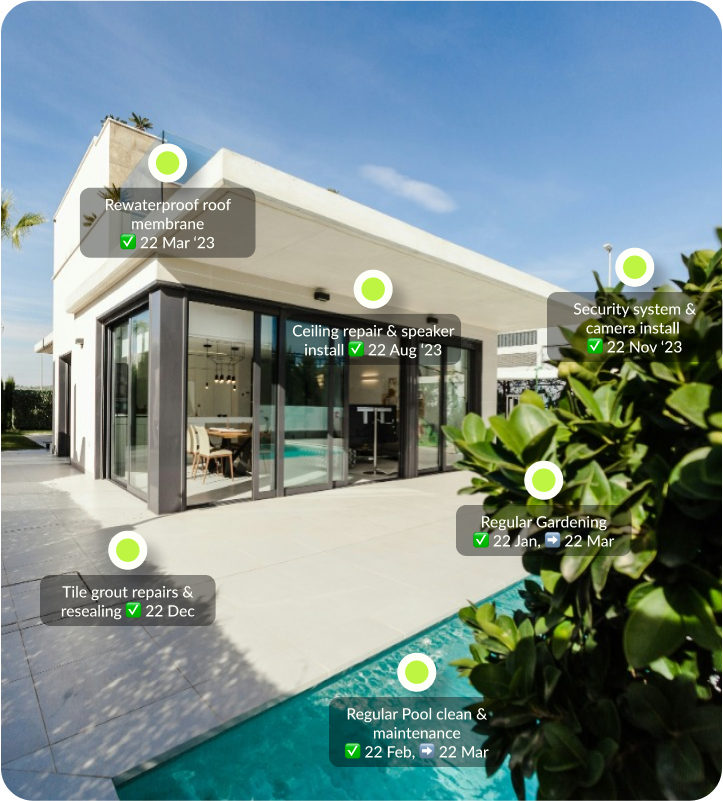 Rewaterproof roof
membrane
✅ 22 Mar ‘23
Ceiling repair & speaker
install ✅ 22 Aug ‘23
Security system &
camera install
✅ 22 Nov ‘23
Regular Gardening
✅ 22 Jan, ➡️ 22 Mar
Tile grout repairs &
resealing ✅ 22 Dec
Regular Pool clean &
maintenance
✅ 22 Feb, ➡️ 22 Mar